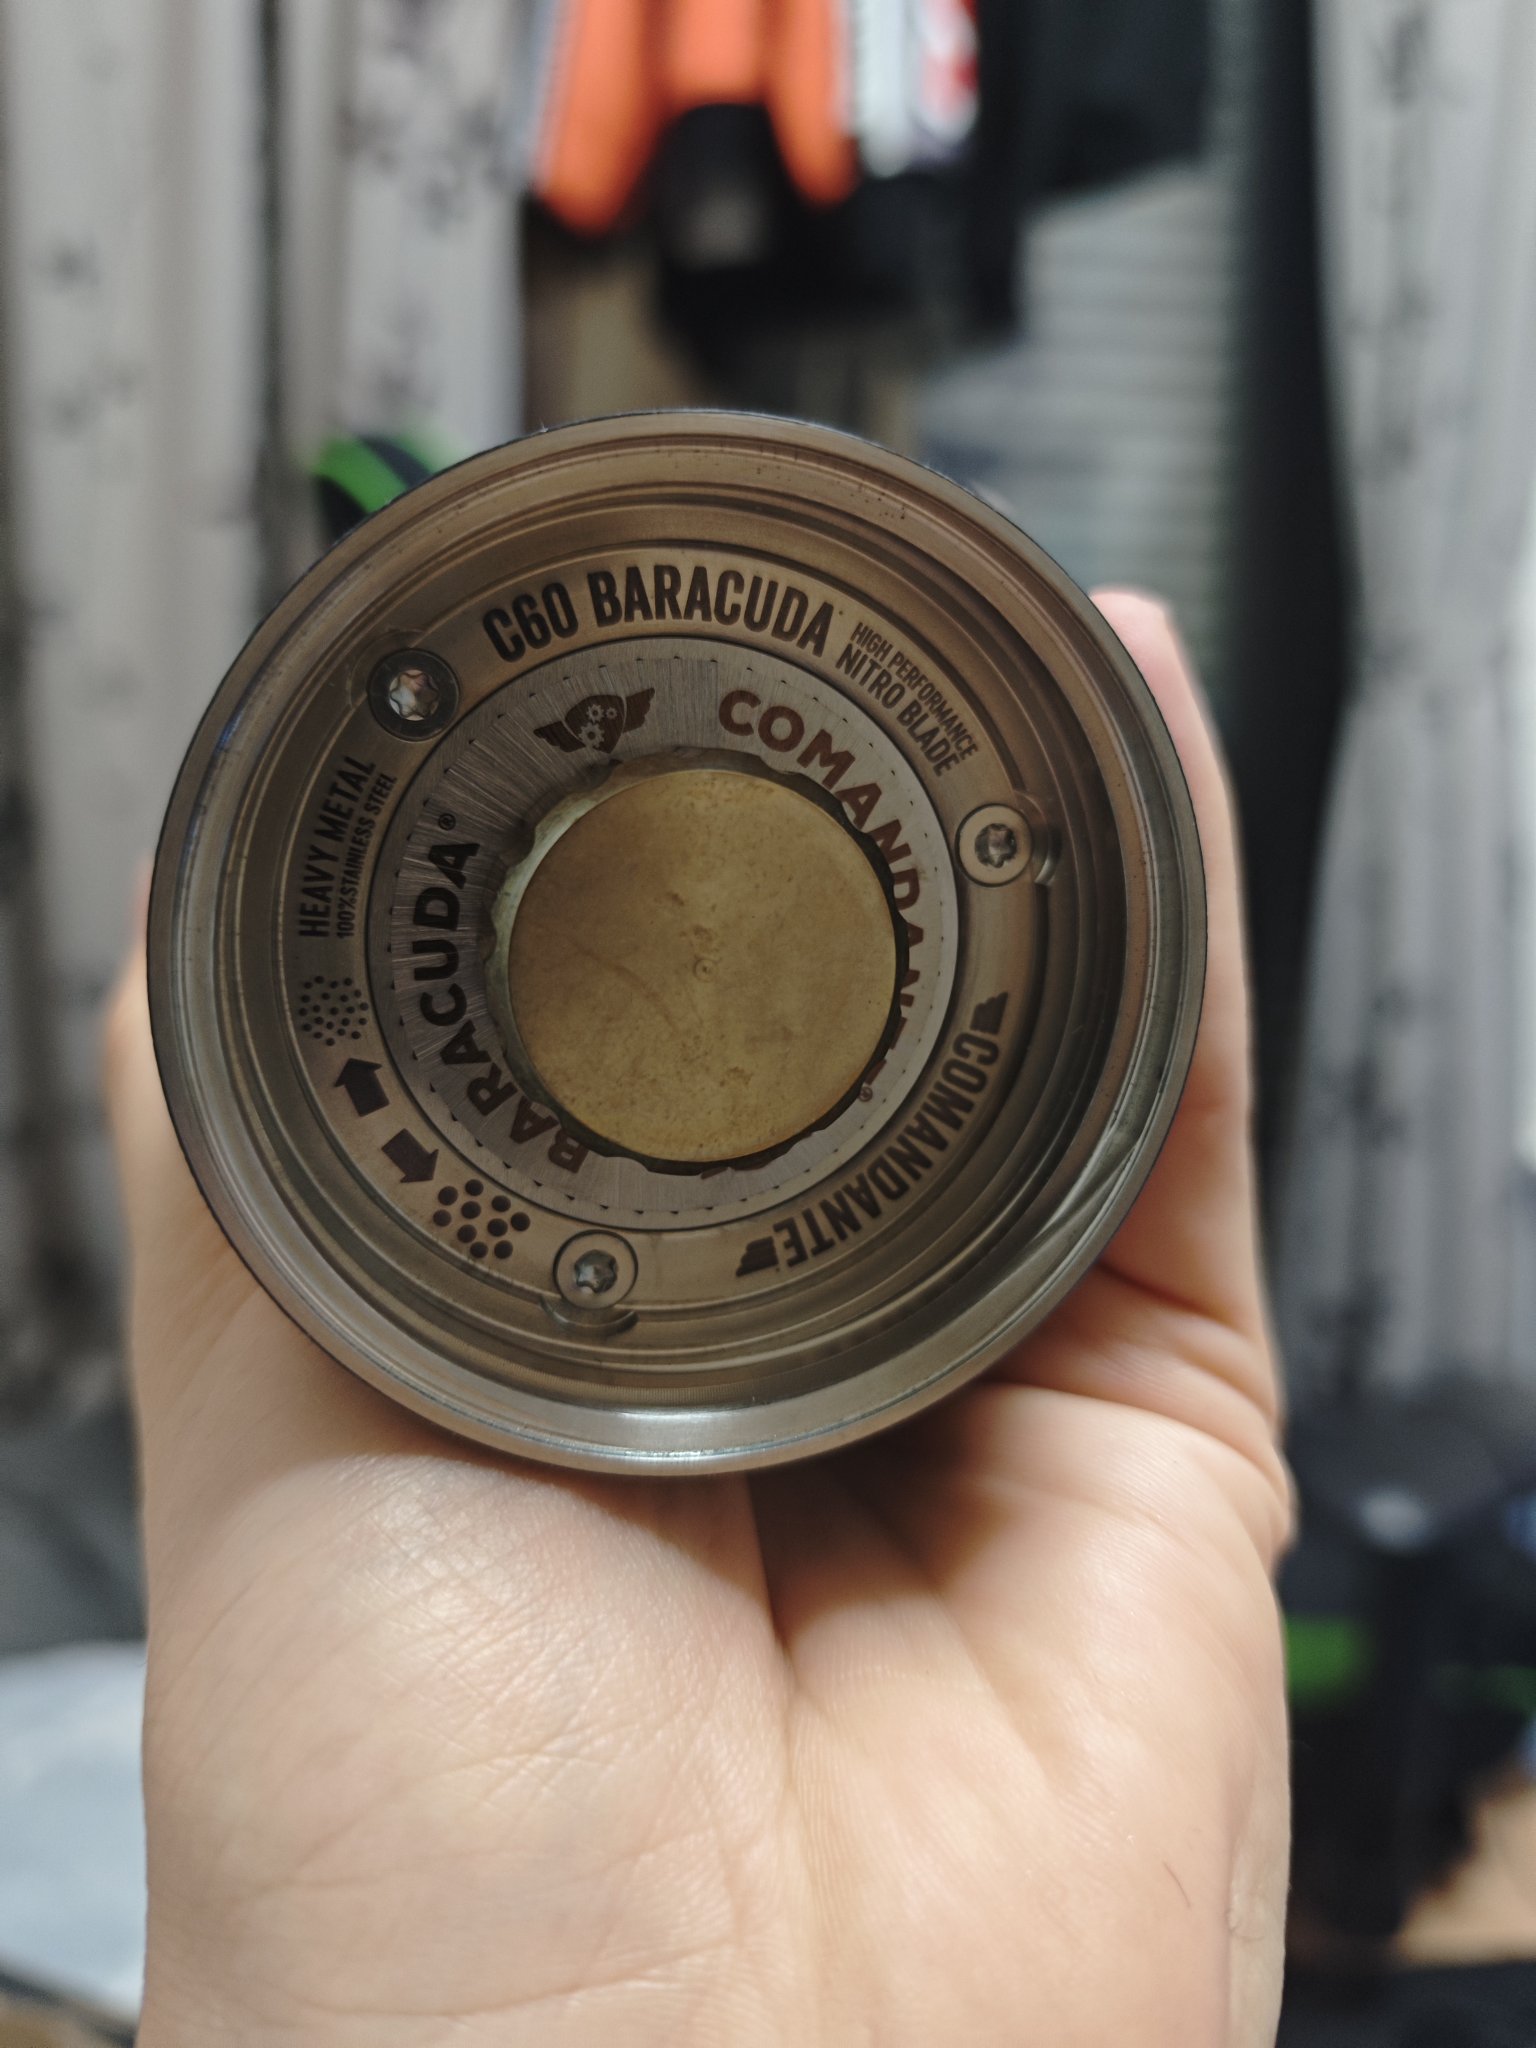 C60 BARACUDA
HIGH PERFORMANCE
NITRO BLADE
COMANDANTE
HEAVY METAL
100% STAINLESS STEEL
COMANDANTE®
BARACUDA®